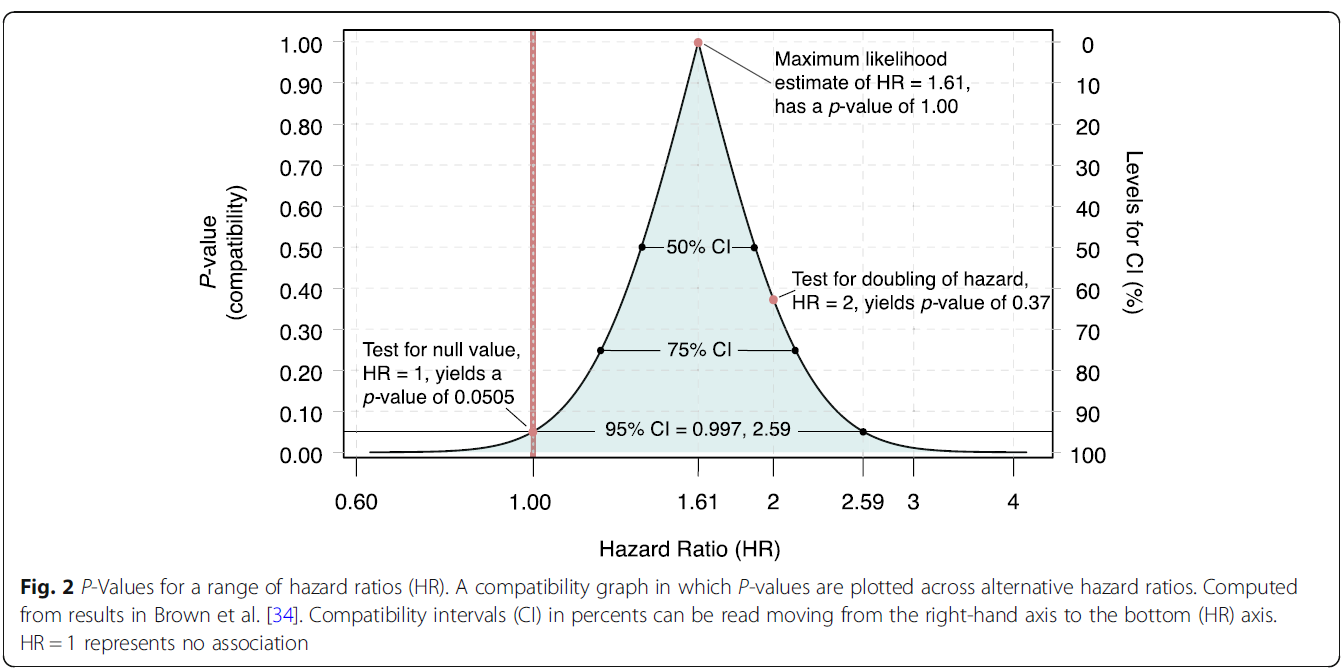 1.00
0.90
0.80
0.70
0.60
0.50
0.40
0.30
0.20
0.10
0.00
P-value
(compatibility)
Maximum likelihood
estimate of HR = 1.61,
has a p-value of 1.00
50% CI
Test for doubling of hazard,
HR = 2, yields p-value of 0.37
75% CI
Test for null value,
HR = 1, yields a
p-value of 0.0505
95% CI = 0.997, 2.59
0
10
20
30
40
50
60
70
80
90
100
Levels for CI (%)
0.60 1.00 1.61 2 2.59 3 4
Hazard Ratio (HR)
Fig. 2 P-Values for a range of hazard ratios (HR). A compatibility graph in which P-values are plotted across alternative hazard ratios. Computed
from results in Brown et al. [34]. Compatibility intervals (CI) in percents can be read moving from the right-hand axis to the bottom (HR) axis.
HR = 1 represents no association